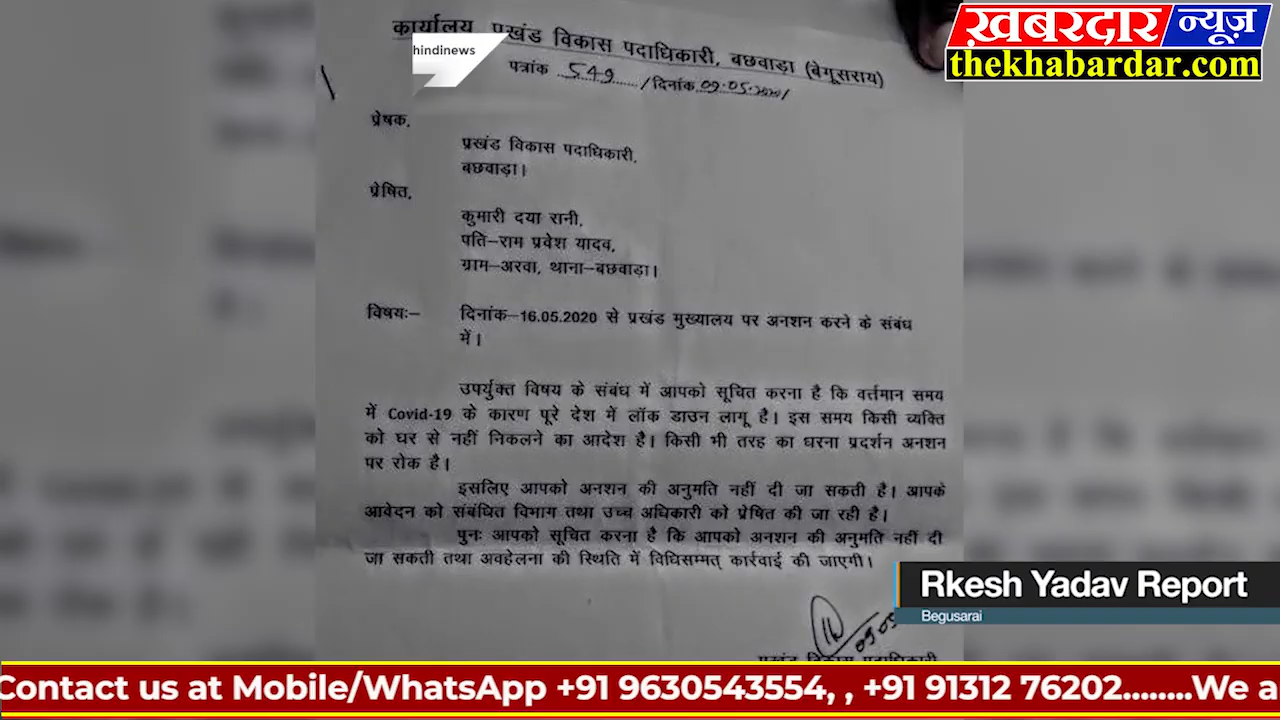 कार्यालय प्रखंड विकास पदाधिकारी, बछवाड़ा (बेगूसराय)
hindinews
पत्रांक 549 /दिनांक 09.05.2020/
ख़बरदार न्यूज़
thekhabardar.com
प्रेषक,
प्रखंड विकास पदाधिकारी,
बछवाड़ा।
प्रेषित,
कुमारी दया रानी,
पति–राम प्रवेश यादव,
ग्राम–अरवा, थाना–बछवाड़ा।
विषयः– दिनांक–16.05.2020 से प्रखंड मुख्यालय पर अनशन करने के संबंध
में।
उपर्युक्त विषय के संबंध में आपको सूचित करना है कि वर्त्तमान समय
में Covid-19 के कारण पूरे देश में लॉक डाउन लागू है। इस समय किसी व्यक्ति
को घर से नहीं निकलने का आदेश है। किसी भी तरह का धरना प्रदर्शन अनशन
पर रोक है।
इसलिए आपको अनशन की अनुमति नहीं दी जा सकती है। आपके
आवेदन को संबंधित विभाग तथा उच्च अधिकारी को प्रेषित की जा रही है।
पुनः आपको सूचित करना है कि आपको अनशन की अनुमति नहीं दी
जा सकती तथा अवहेलना की स्थिति में विधिसम्मत् कार्रवाई की जाएगी।
प्रखंड विकास पदाधिकारी
Rkesh Yadav Report
Begusarai
Contact us at Mobile/WhatsApp +91 9630543554, , +91 91312 76202........We a